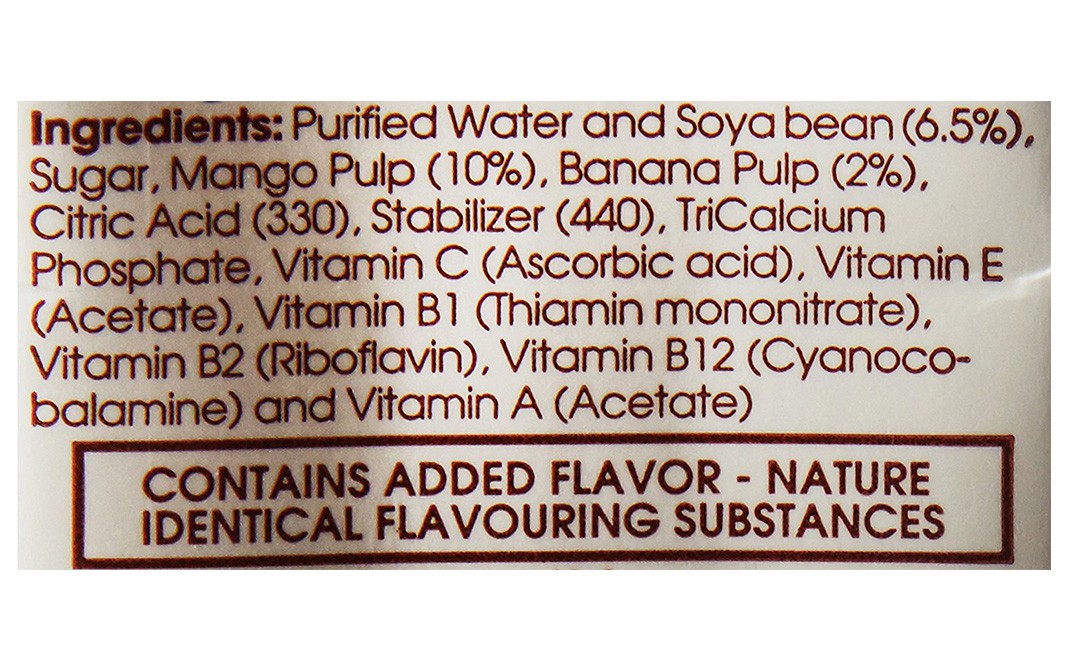 Ingredients: Purified Water and Soya bean (6.5%),
Sugar, Mango Pulp (10%), Banana Pulp (2%),
Citric Acid (330), Stabilizer (440), TriCalcium
Phosphate, Vitamin C (Ascorbic acid), Vitamin E
(Acetate), Vitamin B1 (Thiamin mononitrate),
Vitamin B2 (Riboflavin), Vitamin B12 (Cyanoco-
balamine) and Vitamin A (Acetate)
CONTAINS ADDED FLAVOR - NATURE
IDENTICAL FLAVOURING SUBSTANCES